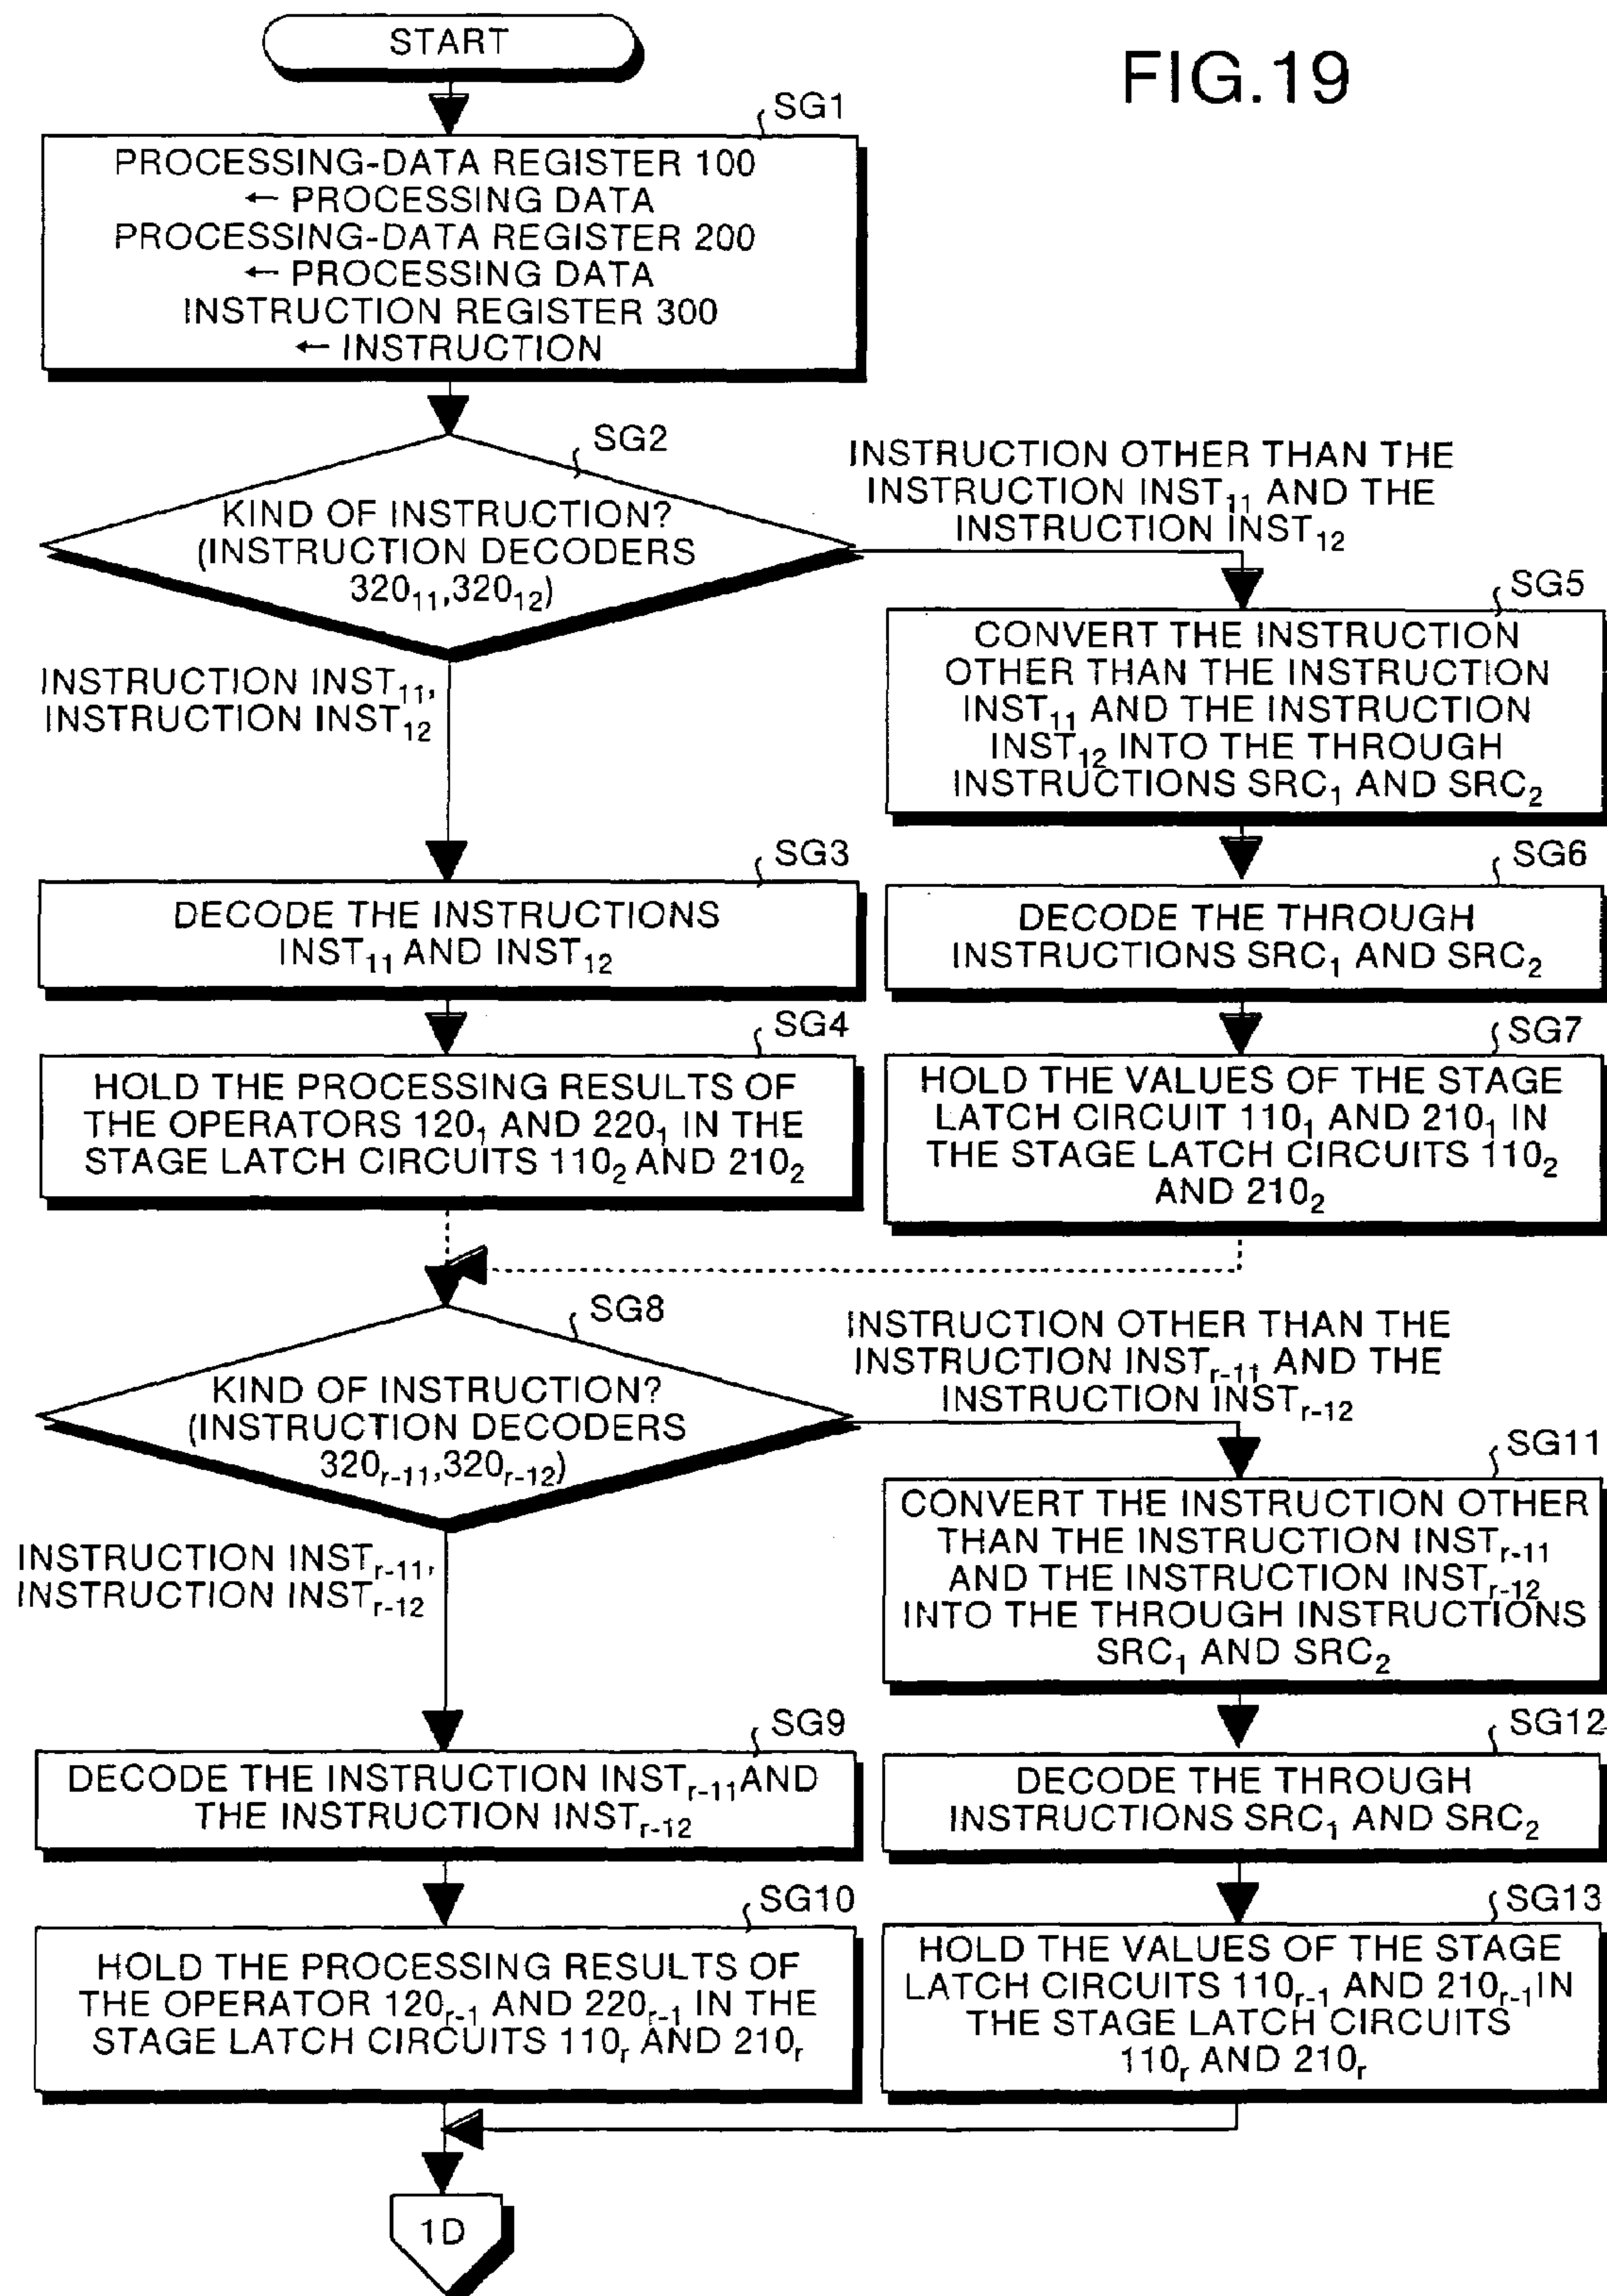 FIG.19
START
SG1
PROCESSING-DATA REGISTER 100
← PROCESSING DATA
PROCESSING-DATA REGISTER 200
← PROCESSING DATA
INSTRUCTION REGISTER 300
← INSTRUCTION
SG2
KIND OF INSTRUCTION?
(INSTRUCTION DECODERS
320₁₁,320₁₂)
INSTRUCTION OTHER THAN THE
INSTRUCTION INST₁₁ AND THE
INSTRUCTION INST₁₂
INSTRUCTION INST₁₁,
INSTRUCTION INST₁₂
SG5
CONVERT THE INSTRUCTION
OTHER THAN THE INSTRUCTION
INST₁₁ AND THE INSTRUCTION
INST₁₂ INTO THE THROUGH
INSTRUCTIONS SRC₁ AND SRC₂
SG3
DECODE THE INSTRUCTIONS
INST₁₁ AND INST₁₂
SG6
DECODE THE THROUGH
INSTRUCTIONS SRC₁ AND SRC₂
SG4
HOLD THE PROCESSING RESULTS OF
THE OPERATORS 120₁ AND 220₁ IN THE
STAGE LATCH CIRCUITS 110₂ AND 210₂
SG7
HOLD THE VALUES OF THE STAGE
LATCH CIRCUIT 110₁ AND 210₁ IN
THE STAGE LATCH CIRCUITS 110₂
AND 210₂
SG8
KIND OF INSTRUCTION?
(INSTRUCTION DECODERS
320ᵣ₋₁₁,320ᵣ₋₁₂)
INSTRUCTION OTHER THAN THE
INSTRUCTION INSTᵣ₋₁₁ AND THE
INSTRUCTION INSTᵣ₋₁₂
INSTRUCTION INSTᵣ₋₁₁,
INSTRUCTION INSTᵣ₋₁₂
SG11
CONVERT THE INSTRUCTION OTHER
THAN THE INSTRUCTION INSTᵣ₋₁₁
AND THE INSTRUCTION INSTᵣ₋₁₂
INTO THE THROUGH INSTRUCTIONS
SRC₁ AND SRC₂
SG9
DECODE THE INSTRUCTION INSTᵣ₋₁₁ AND
THE INSTRUCTION INSTᵣ₋₁₂
SG12
DECODE THE THROUGH
INSTRUCTIONS SRC₁ AND SRC₂
SG10
HOLD THE PROCESSING RESULTS OF
THE OPERATOR 120ᵣ₋₁ AND 220ᵣ₋₁ IN THE
STAGE LATCH CIRCUITS 110ᵣ AND 210ᵣ
SG13
HOLD THE VALUES OF THE STAGE
LATCH CIRCUITS 110ᵣ₋₁ AND 210ᵣ₋₁ IN
THE STAGE LATCH CIRCUITS
110ᵣ AND 210ᵣ
1D